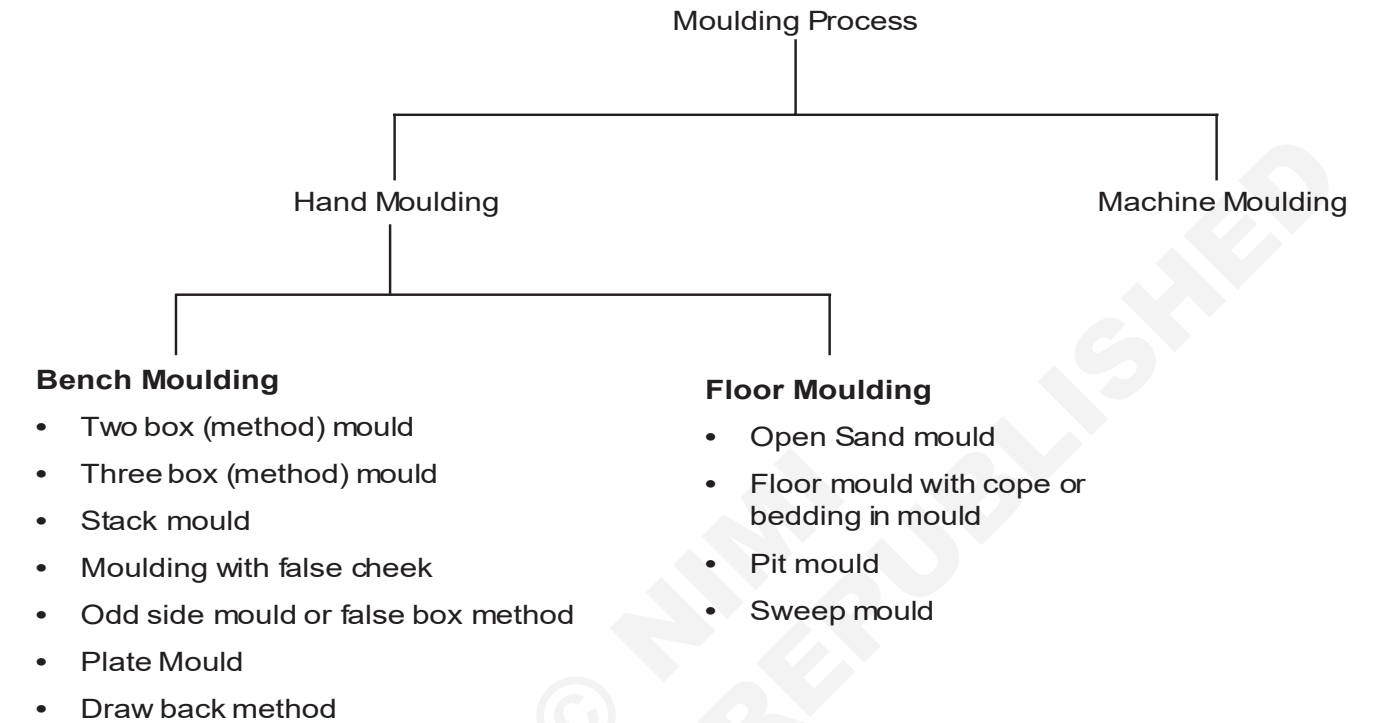 Moulding Process
Hand Moulding
Machine Moulding
Bench Moulding
• Two box (method) mould
• Three box (method) mould
• Stack mould
• Moulding with false cheek
• Odd side mould or false box method
• Plate Mould
• Draw back method
Floor Moulding
• Open Sand mould
• Floor mould with cope or
bedding in mould
• Pit mould
• Sweep mould
© NIMI
REPUBLISHED